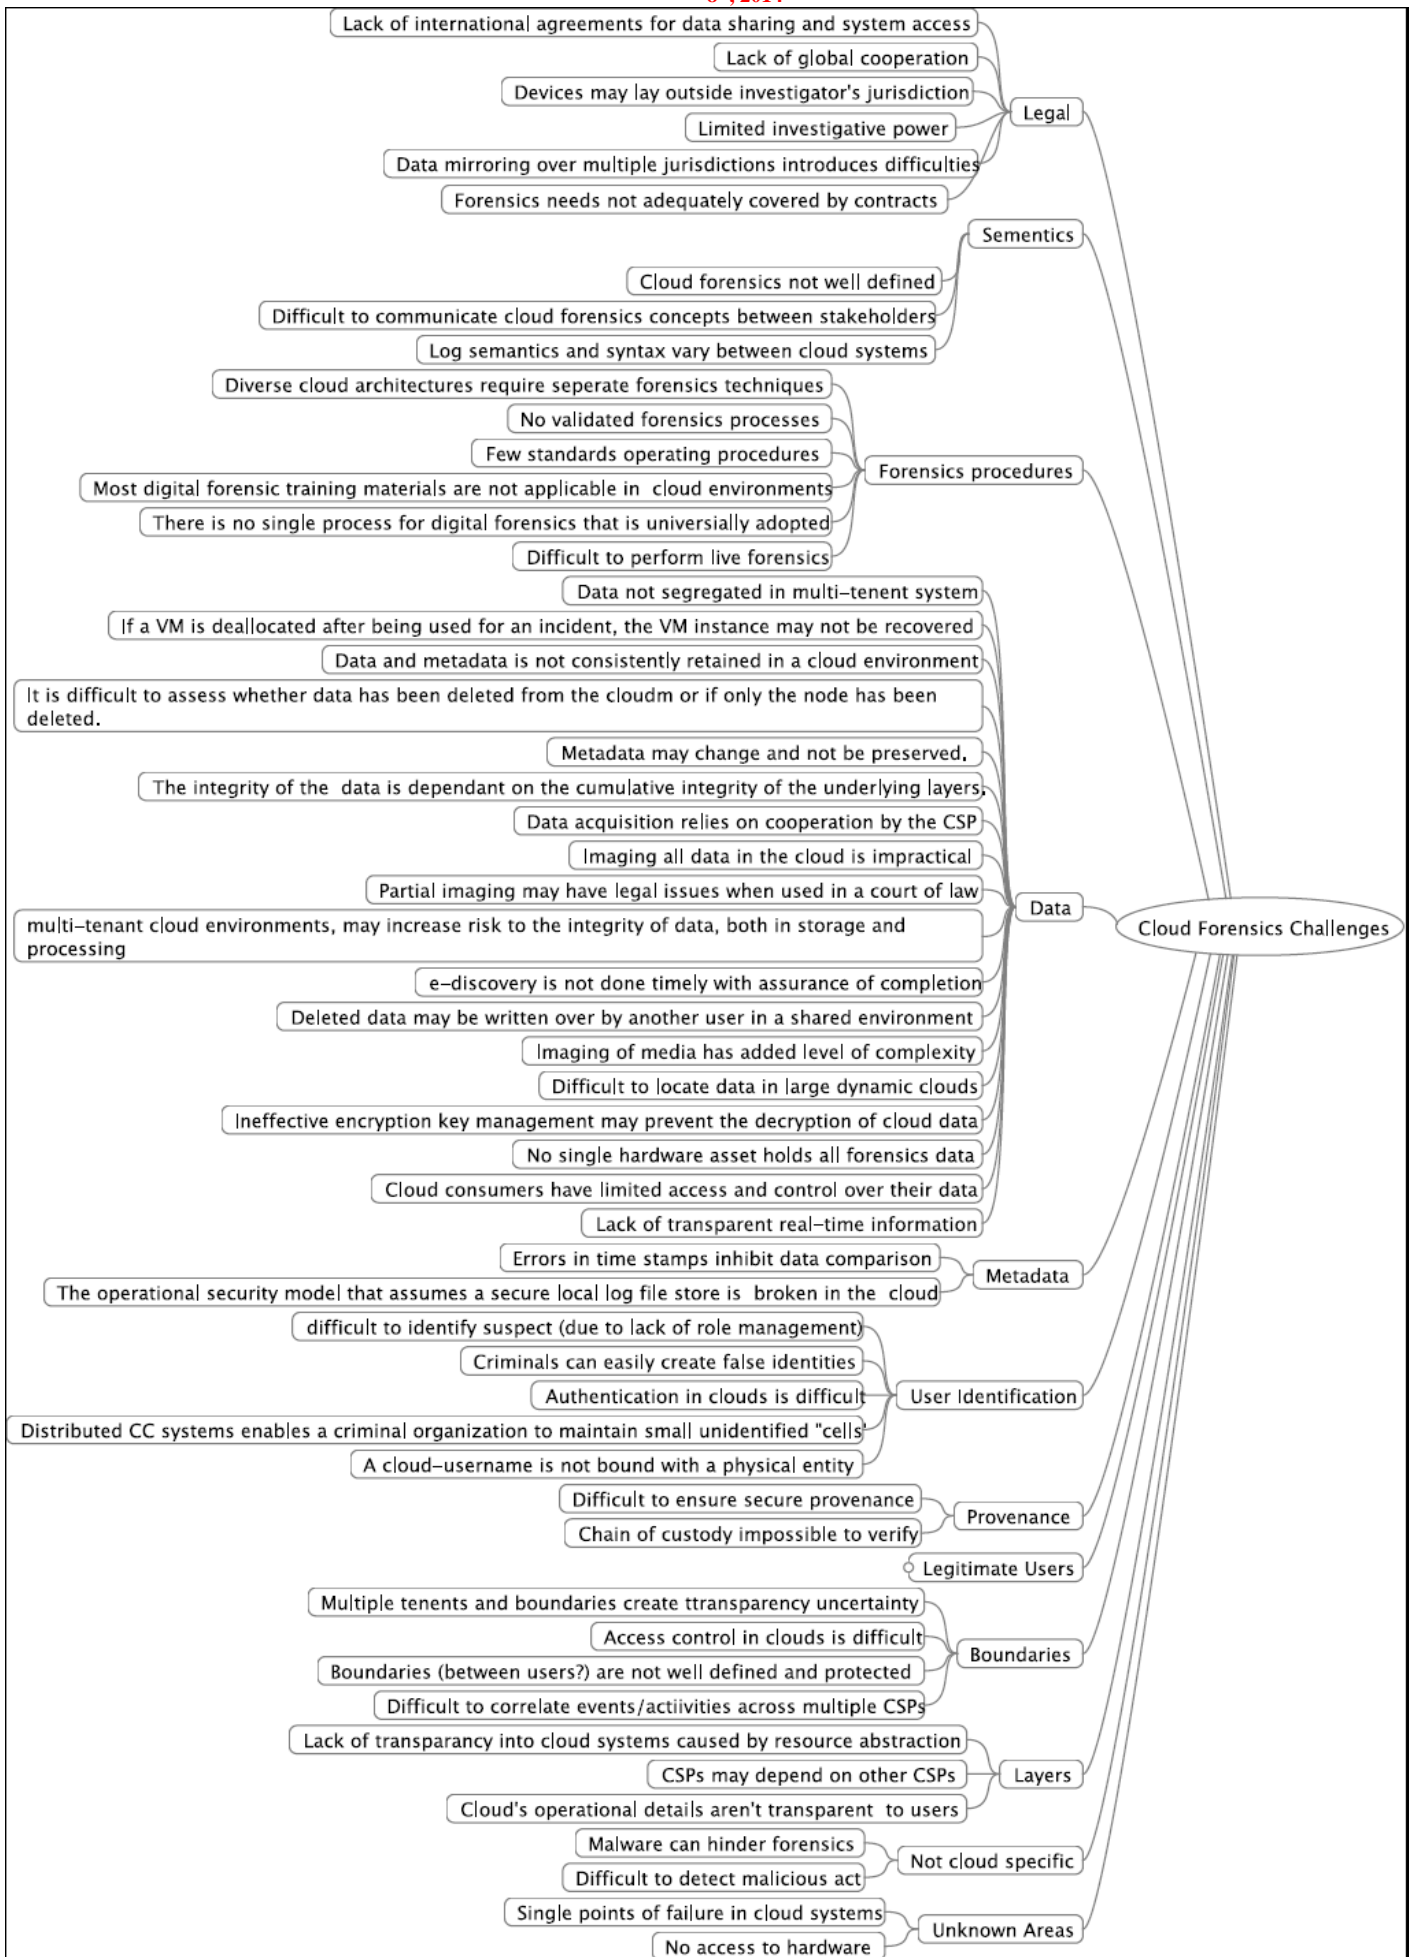 Lack of international agreements for data sharing and system access
Lack of global cooperation
Devices may lay outside investigator's jurisdiction
Legal
Limited investigative power
Data mirroring over multiple jurisdictions introduces difficulties
Forensics needs not adequately covered by contracts
Sementics
Cloud forensics not well defined
Difficult to communicate cloud forensics concepts between stakeholders
Log semantics and syntax vary between cloud systems
Diverse cloud architectures require seperate forensics techniques
No validated forensics processes
Few standards operating procedures
Forensics procedures
Most digital forensic training materials are not applicable in cloud environments
There is no single process for digital forensics that is universially adopted
Difficult to perform live forensics
Data not segregated in multi-tenent system
If a VM is deallocated after being used for an incident, the VM instance may not be recovered
Data and metadata is not consistently retained in a cloud environment
It is difficult to assess whether data has been deleted from the cloudm or if only the node has been
deleted.
Metadata may change and not be preserved.
The integrity of the data is dependant on the cumulative integrity of the underlying layers.
Data acquisition relies on cooperation by the CSP
Imaging all data in the cloud is impractical
Partial imaging may have legal issues when used in a court of law
Data
multi-tenant cloud environments, may increase risk to the integrity of data, both in storage and
processing
Cloud Forensics Challenges
e-discovery is not done timely with assurance of completion
Deleted data may be written over by another user in a shared environment
Imaging of media has added level of complexity
Difficult to locate data in large dynamic clouds
Ineffective encryption key management may prevent the decryption of cloud data
No single hardware asset holds all forensics data
Cloud consumers have limited access and control over their data
Lack of transparent real-time information
Errors in time stamps inhibit data comparison
Metadata
The operational security model that assumes a secure local log file store is broken in the cloud
difficult to identify suspect (due to lack of role management)
Criminals can easily create false identities
Authentication in clouds is difficult
User Identification
Distributed CC systems enables a criminal organization to maintain small unidentified "cells"
A cloud-username is not bound with a physical entity
Difficult to ensure secure provenance
Provenance
Chain of custody impossible to verify
Legitimate Users
Multiple tenents and boundaries create ttransparency uncertainty
Access control in clouds is difficult
Boundaries
Boundaries (between users?) are not well defined and protected
Difficult to correlate events/actiivities across multiple CSPs
Lack of transparancy into cloud systems caused by resource abstraction
CSPs may depend on other CSPs
Layers
Cloud's operational details aren't transparent to users
Malware can hinder forensics
Not cloud specific
Difficult to detect malicious act
Single points of failure in cloud systems
Unknown Areas
No access to hardware